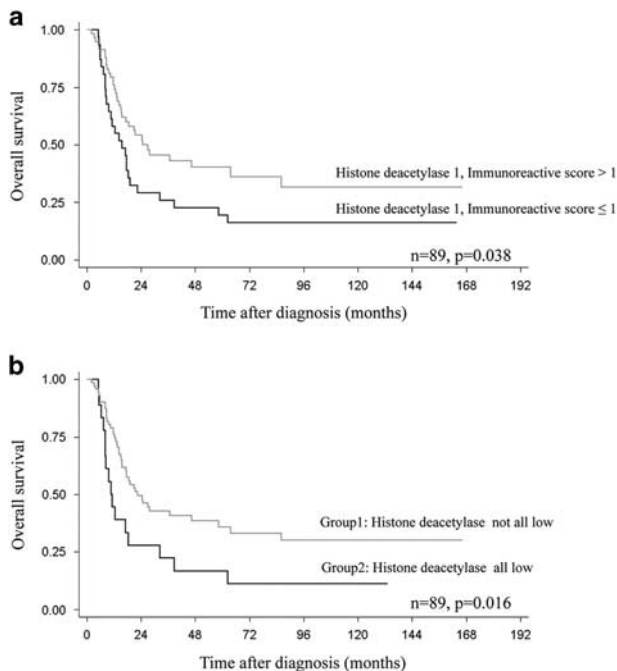 a
1.00
0.75
0.50
0.25
0.00
Overall survival
Histone deacetylase 1, Immunoreactive score > 1
Histone deacetylase 1, Immunoreactive score ≤ 1
n=89, p=0.038
0 24 48 72 96 120 144 168 192
Time after diagnosis (months)
b
1.00
0.75
0.50
0.25
0.00
Overall survival
Group1: Histone deacetylase not all low
Group2: Histone deacetylase all low
n=89, p=0.016
0 24 48 72 96 120 144 168 192
Time after diagnosis (months)